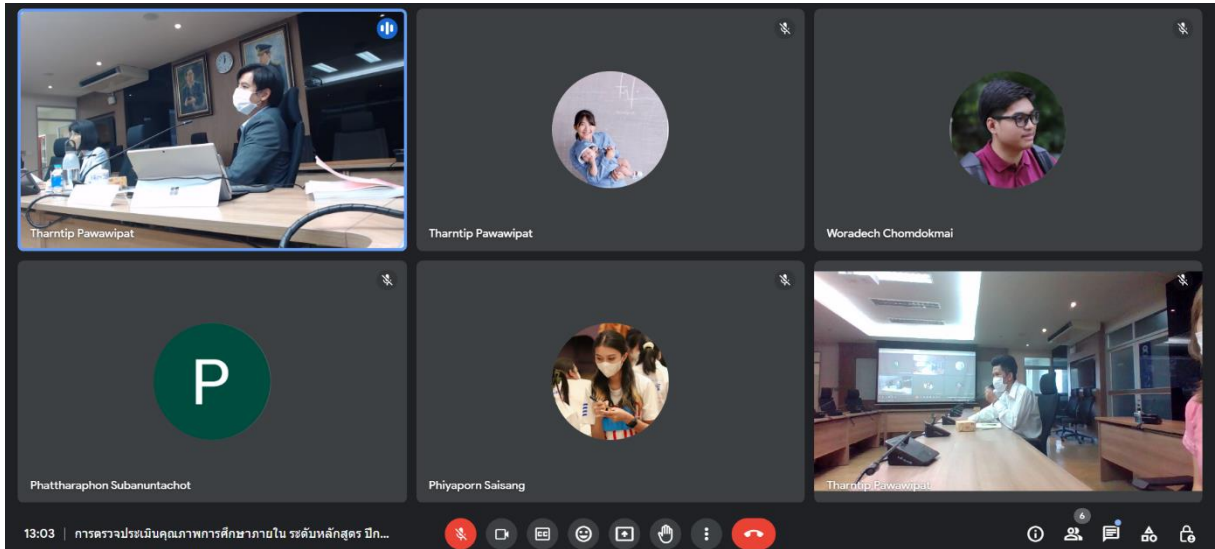 Tharntip Pawawipat
Tharntip Pawawipat
Woradech Chomdokmai
P
Phattharaphon Subanuntachot
Phiyaporn Saisang
Tharntip Pawawipat
13:03 | การตรวจประเมินคุณภาพการศึกษาภายใน ระดับหลักสูตร ปีก...
CC
6